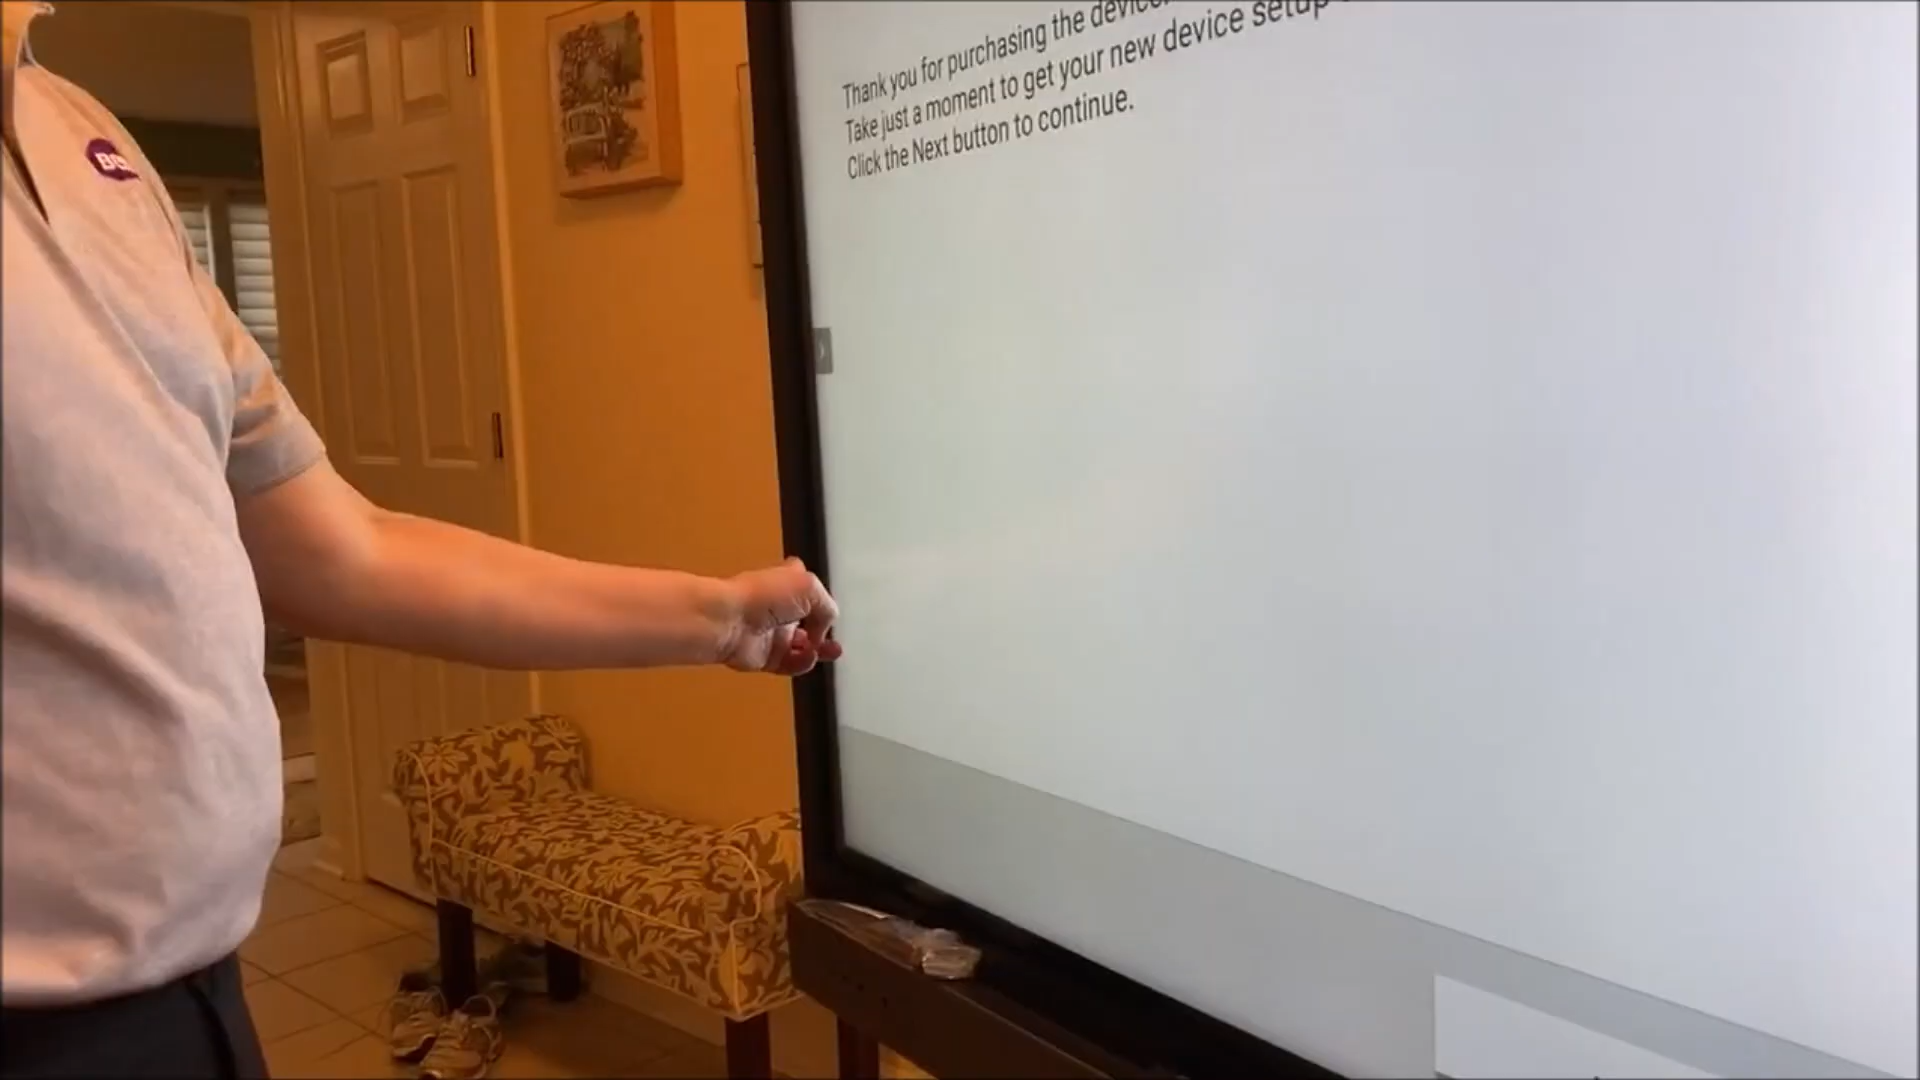 Thank you for purchasing the device.
Take just a moment to get your new device setup
Click the Next button to continue.